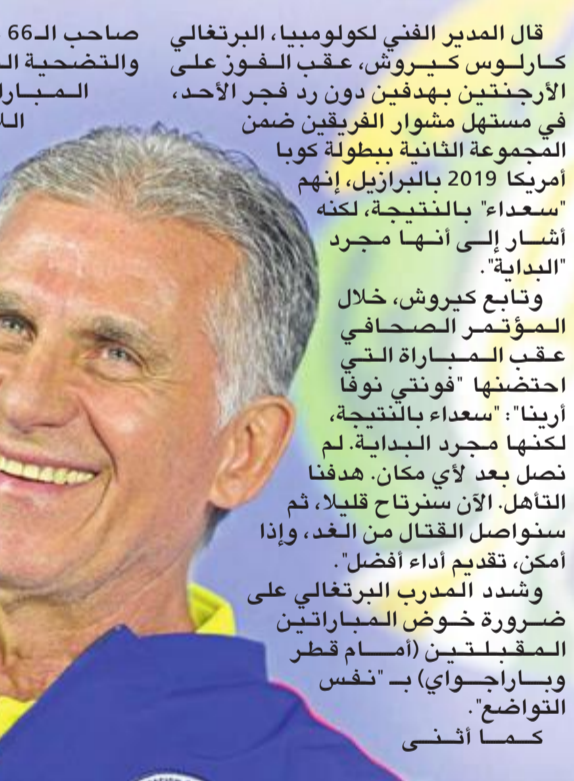 قال المدير الفني لكولومبيا، البرتغالي
كارلوس كيروش، عقب الفوز على
الأرجنتين بهدفين دون رد فجر الأحد،
في مستهل مشوار الفريقين ضمن
المجموعة الثانية ببطولة كوبا
أمريكا 2019 بالبرازيل، إنهم
"سعداء" بالنتيجة، لكنه
أشار إلى أنها مجرد
"البداية".
وتابع كيروش، خلال
المؤتمر الصحافي
عقب المباراة التي
احتضنها "فونتي نوفا
أرينا": "سعداء بالنتيجة،
لكنها مجرد البداية. لم
نصل بعد لأي مكان. هدفنا
التأهل. الآن سنرتاح قليلا، ثم
سنواصل القتال من الغد، وإذا
أمكن، تقديم أداء أفضل".
وشدد المدرب البرتغالي على
ضرورة خوض المباراتين
المقبلتين (أمام قطر
وباراجواي) بـ "نفس
التواضع".
كما أثنى
صاحب الـ66
والتضحية